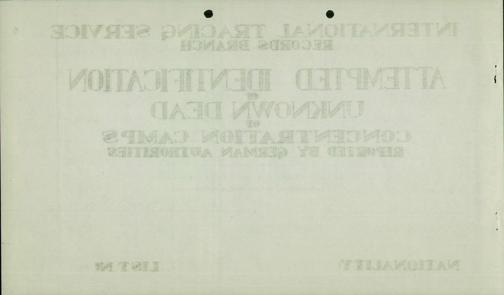 INTERNATIONAL TRACING SERVICE
RECORDS BRANCH
ATTEMPTED IDENTIFICATION
OF
UNKNOWN DEAD
OF
CONCENTRATION CAMPS
REPORTED BY GERMAN AUTHORITIES
NATIONALITY LIST Nº